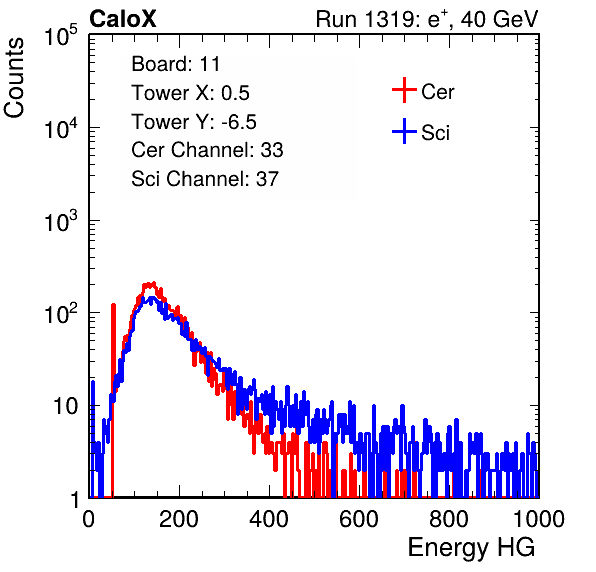 CaloX Run 1319: e⁺, 40 GeV
Counts
Board: 11
Tower X: 0.5
Tower Y: -6.5
Cer Channel: 33
Sci Channel: 37
Cer
Sci
10⁵
10⁴
10³
10²
10
1
0 200 400 600 800 1000
Energy HG